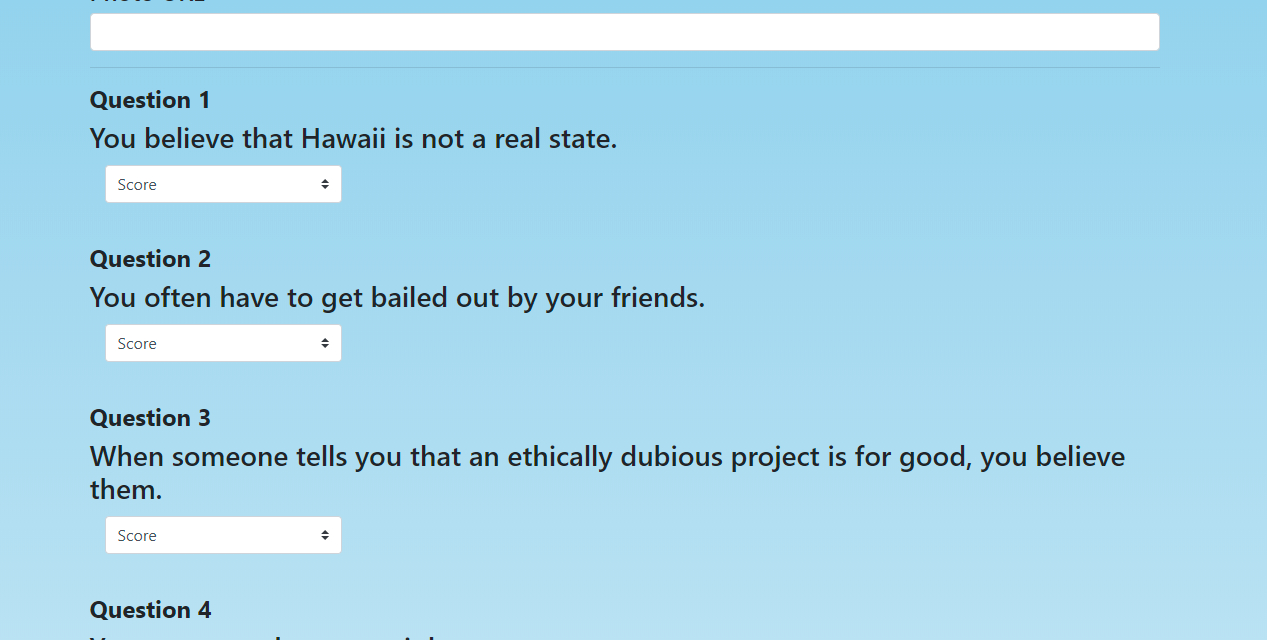 Question 1
You believe that Hawaii is not a real state.
Score
Question 2
You often have to get bailed out by your friends.
Score
Question 3
When someone tells you that an ethically dubious project is for good, you believe
them.
Score
Question 4